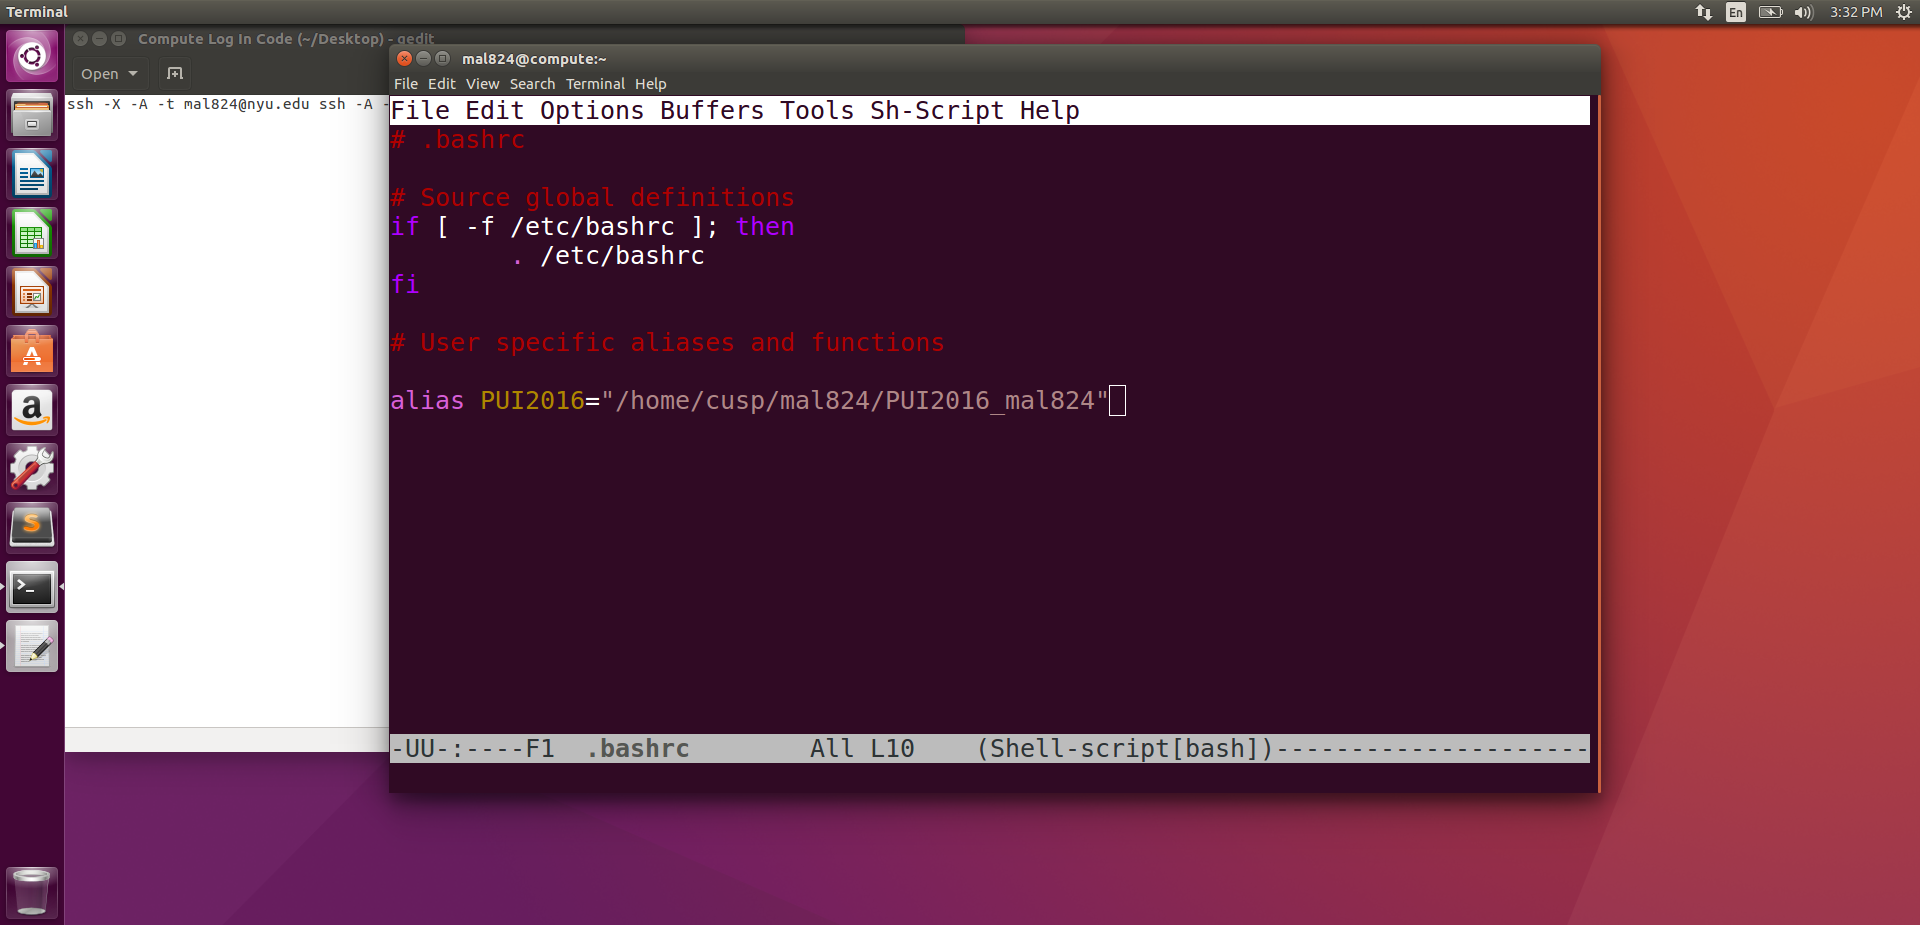 Terminal
En
3:32 PM
Compute Log In Code (~/Desktop) - gedit
Open
ssh -X -A -t mal824@nyu.edu ssh -A -
mal824@compute:~
File Edit View Search Terminal Help
File Edit Options Buffers Tools Sh-Script Help
# .bashrc
# Source global definitions
if [ -f /etc/bashrc ]; then
. /etc/bashrc
fi
# User specific aliases and functions
alias PUI2016="/home/cusp/mal824/PUI2016_mal824"
-UU-:----F1  .bashrc        All L10    (Shell-script[bash])---------------------